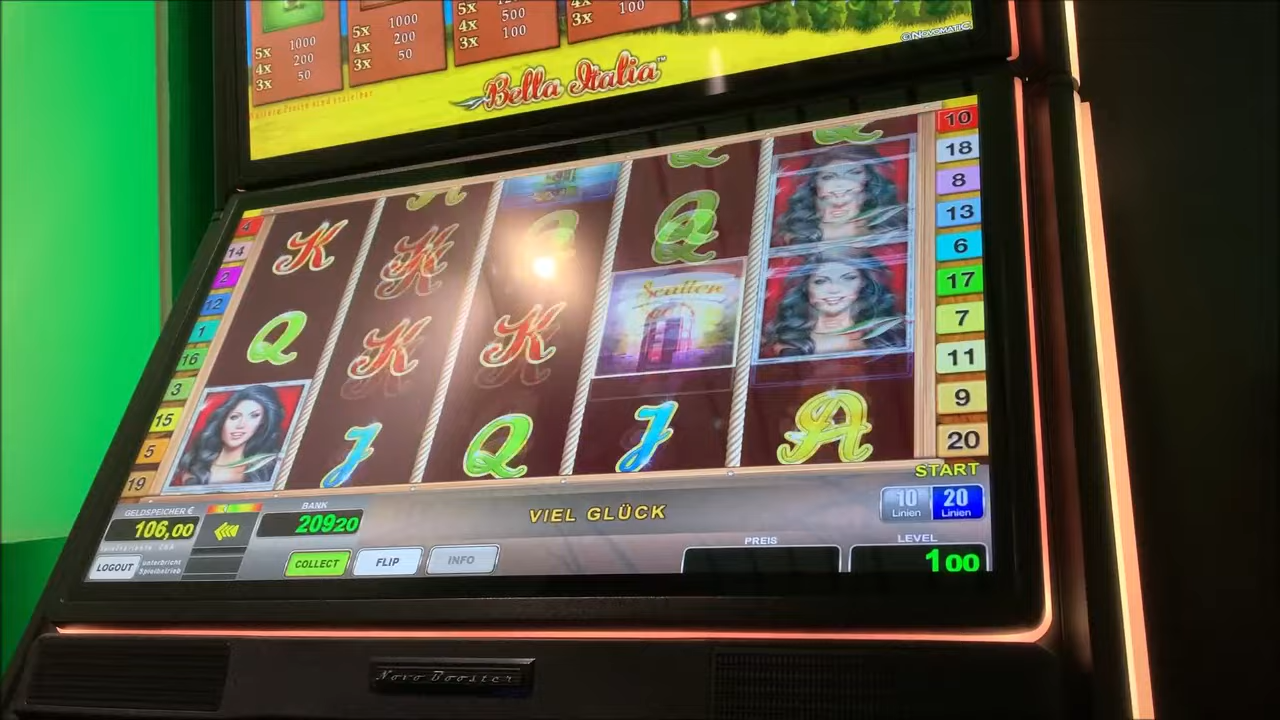 5x 1000
4x 200
3x 50
5x 1000
4x 200
3x 50
4x 500
3x 100
3x 100
©NOVOMATIC
Bella Italia™
4
14
2
12
1
16
3
15
5
19
10
18
8
13
6
17
7
11
9
20
K
Q
K
K
K
Q
J
Q
Scatter
J
A
START
GELDSPEICHER €
106,00
BANK
20920
VIEL GLÜCK
10 Linien
20 Linien
LOGOUT
unterbricht
Spielbetrieb
COLLECT
FLIP
INFO
PREIS
LEVEL
100
Novo Booster